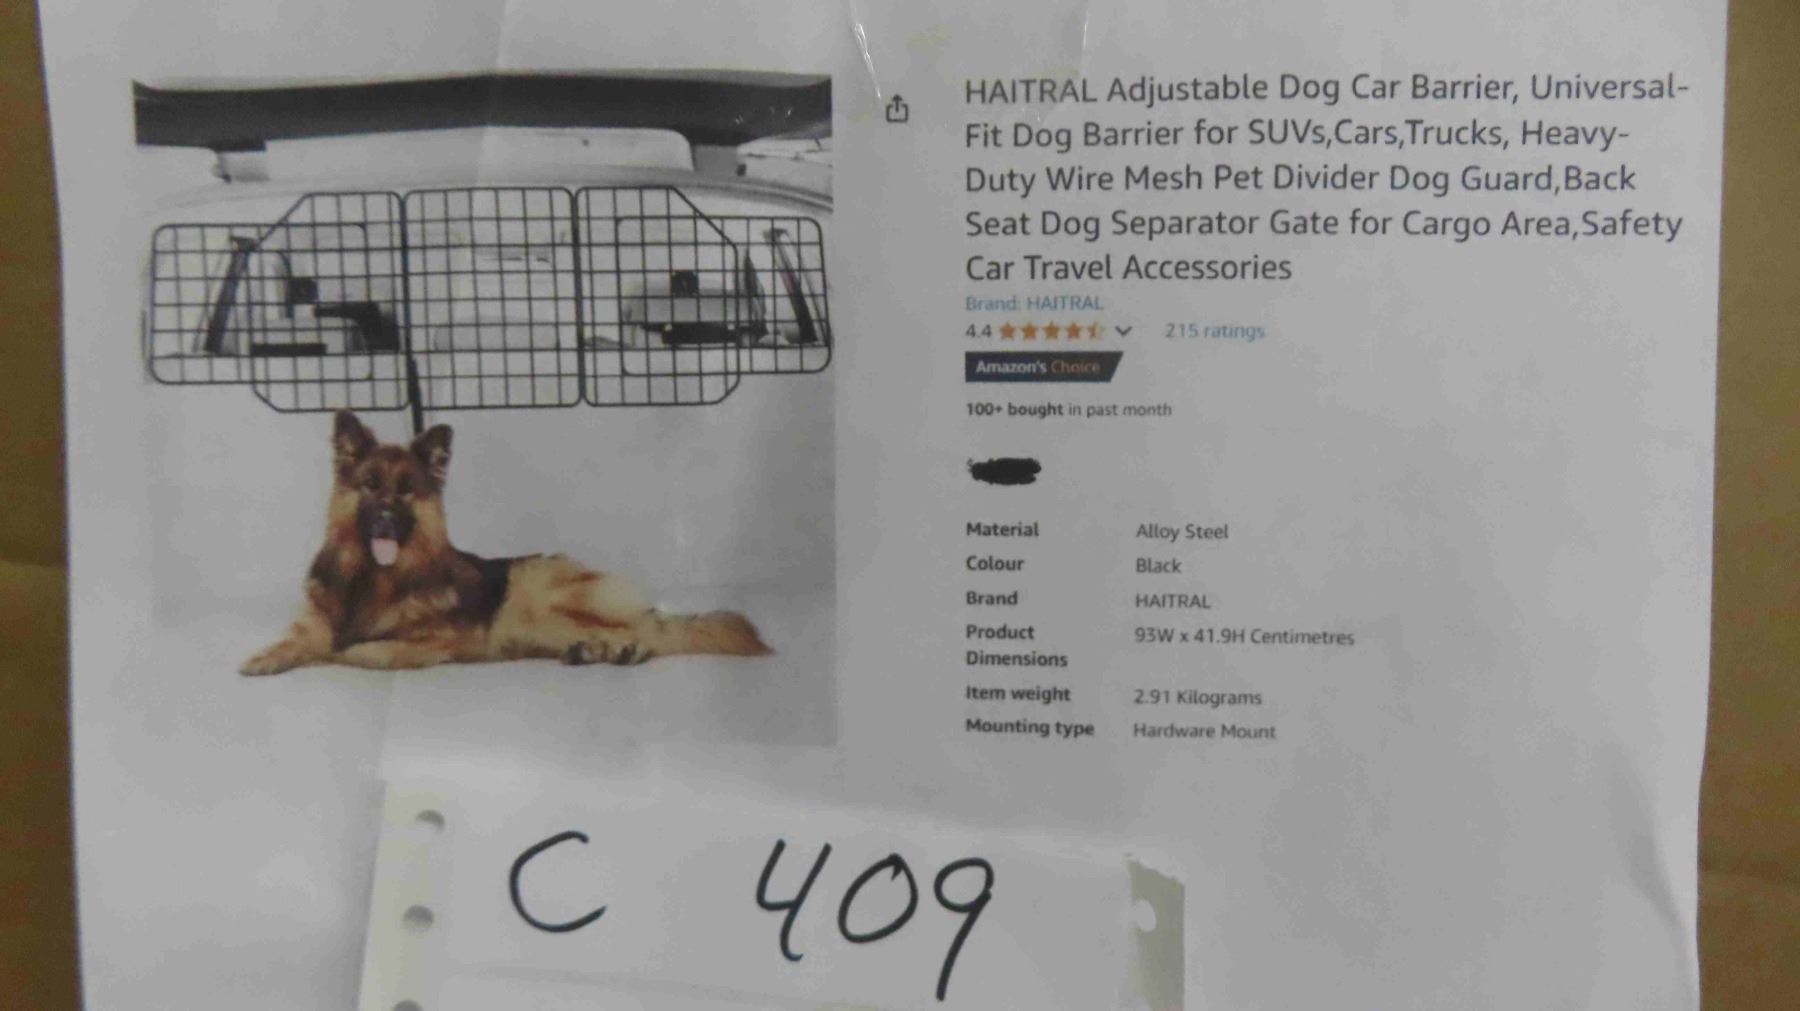 HAITRAL Adjustable Dog Car Barrier, Universal-
Fit Dog Barrier for SUVs,Cars,Trucks, Heavy-
Duty Wire Mesh Pet Divider Dog Guard,Back
Seat Dog Separator Gate for Cargo Area,Safety
Car Travel Accessories
Brand: HAITRAL
4.4 215 ratings
Amazon's Choice
100+ bought in past month
$
Material Alloy Steel
Colour Black
Brand HAITRAL
Product 93W x 41.9H Centimetres
Dimensions
Item weight 2.91 Kilograms
Mounting type Hardware Mount
C 409